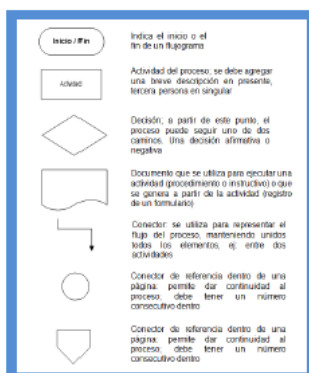 Inicio / Fin
Indica el inicio o el
fin de un flujograma
Actividad
Actividad del proceso; se debe agregar
una breve descripción en presente,
tercera persona en singular
Decisón; a partir de este punto, el
proceso puede seguir uno de dos
caminos. Una decisión afirmativa o
negativa
Documento que se utiliza para ejecutar una
actividad (procedimiento o instructivo) o que
se genera a partir de la actividad (registro
de un formulario)
Conector: se utiliza para representar el
flujo del proceso, manteniendo unidos
todos los elementos, ej: entre dos
actividades
Conector de referencia dentro de una
página: permite dar continuidad al
proceso; debe tener un número
consecutivo dentro
Conector de referencia dentro de una
página: permite dar continuidad al
proceso; debe tener un número
consecutivo dentro